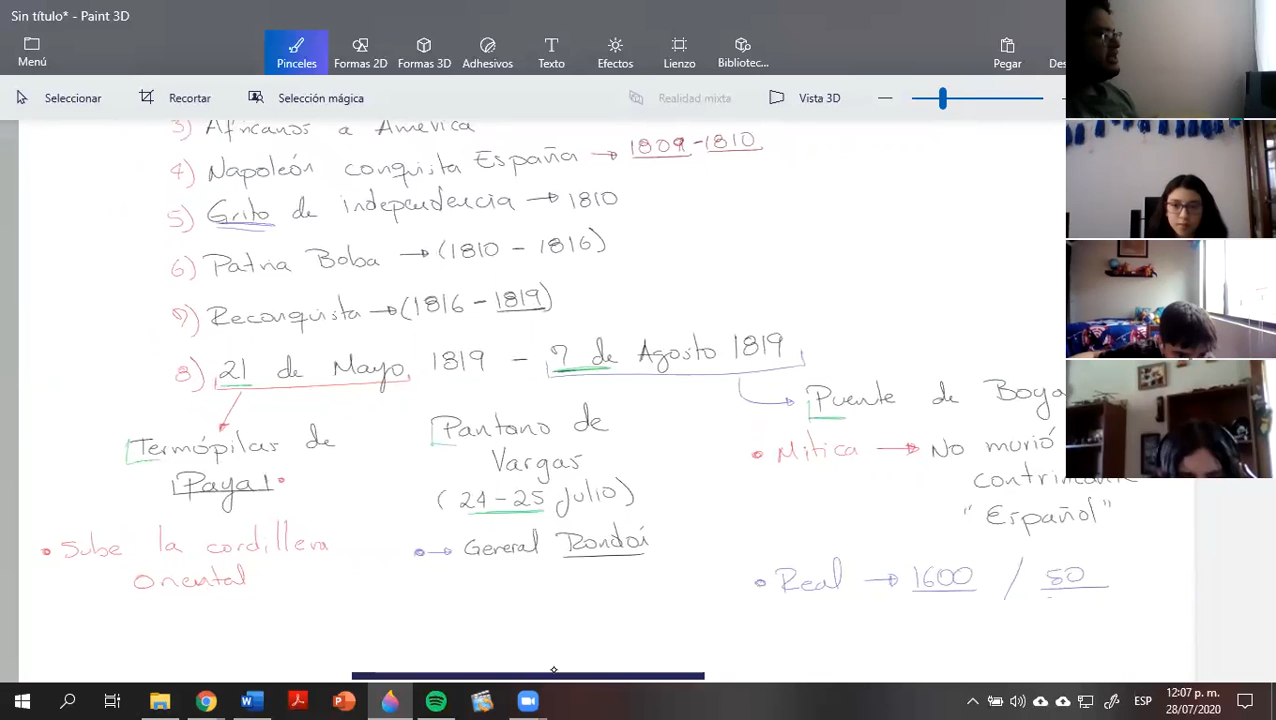 Sin título* - Paint 3D
Menú
Pinceles
Formas 2D
Formas 3D
Adhesivos
Texto
Efectos
Lienzo
Bibliotec...
Pegar
Des
Seleccionar
Recortar
Selección mágica
Realidad mixta
Vista 3D
3) Africanos a America
4) Napoleón conquista España → 1809-1810
5) Grito de independencia → 1810
6) Patria Boba → (1810 - 1816)
7) Reconquista → (1816 - 1819)
8) 21 de Mayo 1819 - 7 de Agosto 1819
Termópilas de
Paya
• Sube la cordillera
Oriental
Pantano de
Vargas
(24-25 Julio)
• → General Rondón
Puente de Boya
• Mítica → No murió
contrincante
"Español"
• Real → 1600 / 50
ESP
12:07 p. m.
28/07/2020